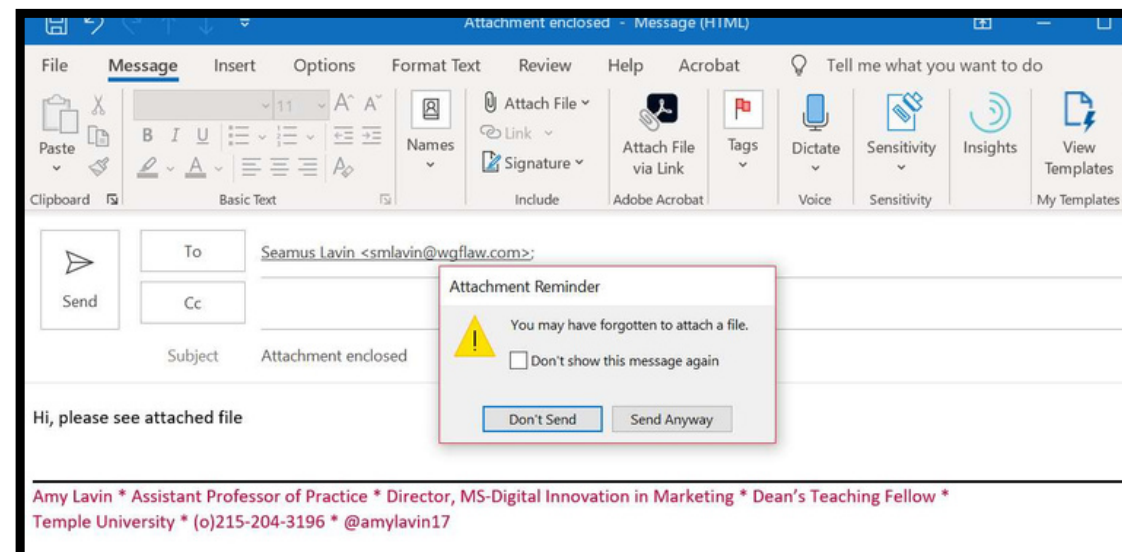 Attachment enclosed - Message (HTML)
File Message Insert Options Format Text Review Help Acrobat Tell me what you want to do
11 A^ Aˇ Attach File
B I U Link
Paste Names Signature Attach File via Link Tags Dictate Sensitivity Insights View Templates
Clipboard Basic Text Include Adobe Acrobat Voice Sensitivity My Templates
To Seamus Lavin <smlavin@wgflaw.com>;
Send Cc
Subject Attachment enclosed
Attachment Reminder
You may have forgotten to attach a file.
Don't show this message again
Don't Send Send Anyway
Hi, please see attached file
Amy Lavin * Assistant Professor of Practice * Director, MS-Digital Innovation in Marketing * Dean's Teaching Fellow *
Temple University * (o)215-204-3196 * @amylavin17